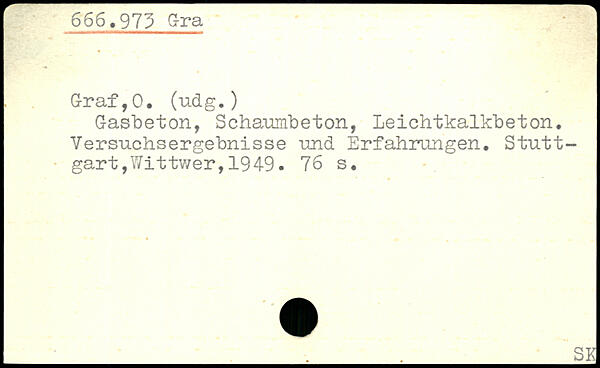 666.973 Gra
Graf,O. (udg.)
Gasbeton, Schaumbeton, Leichtkalkbeton.
Versuchsergebnisse und Erfahrungen. Stutt-
gart,Wittwer,1949. 76 s.
SK